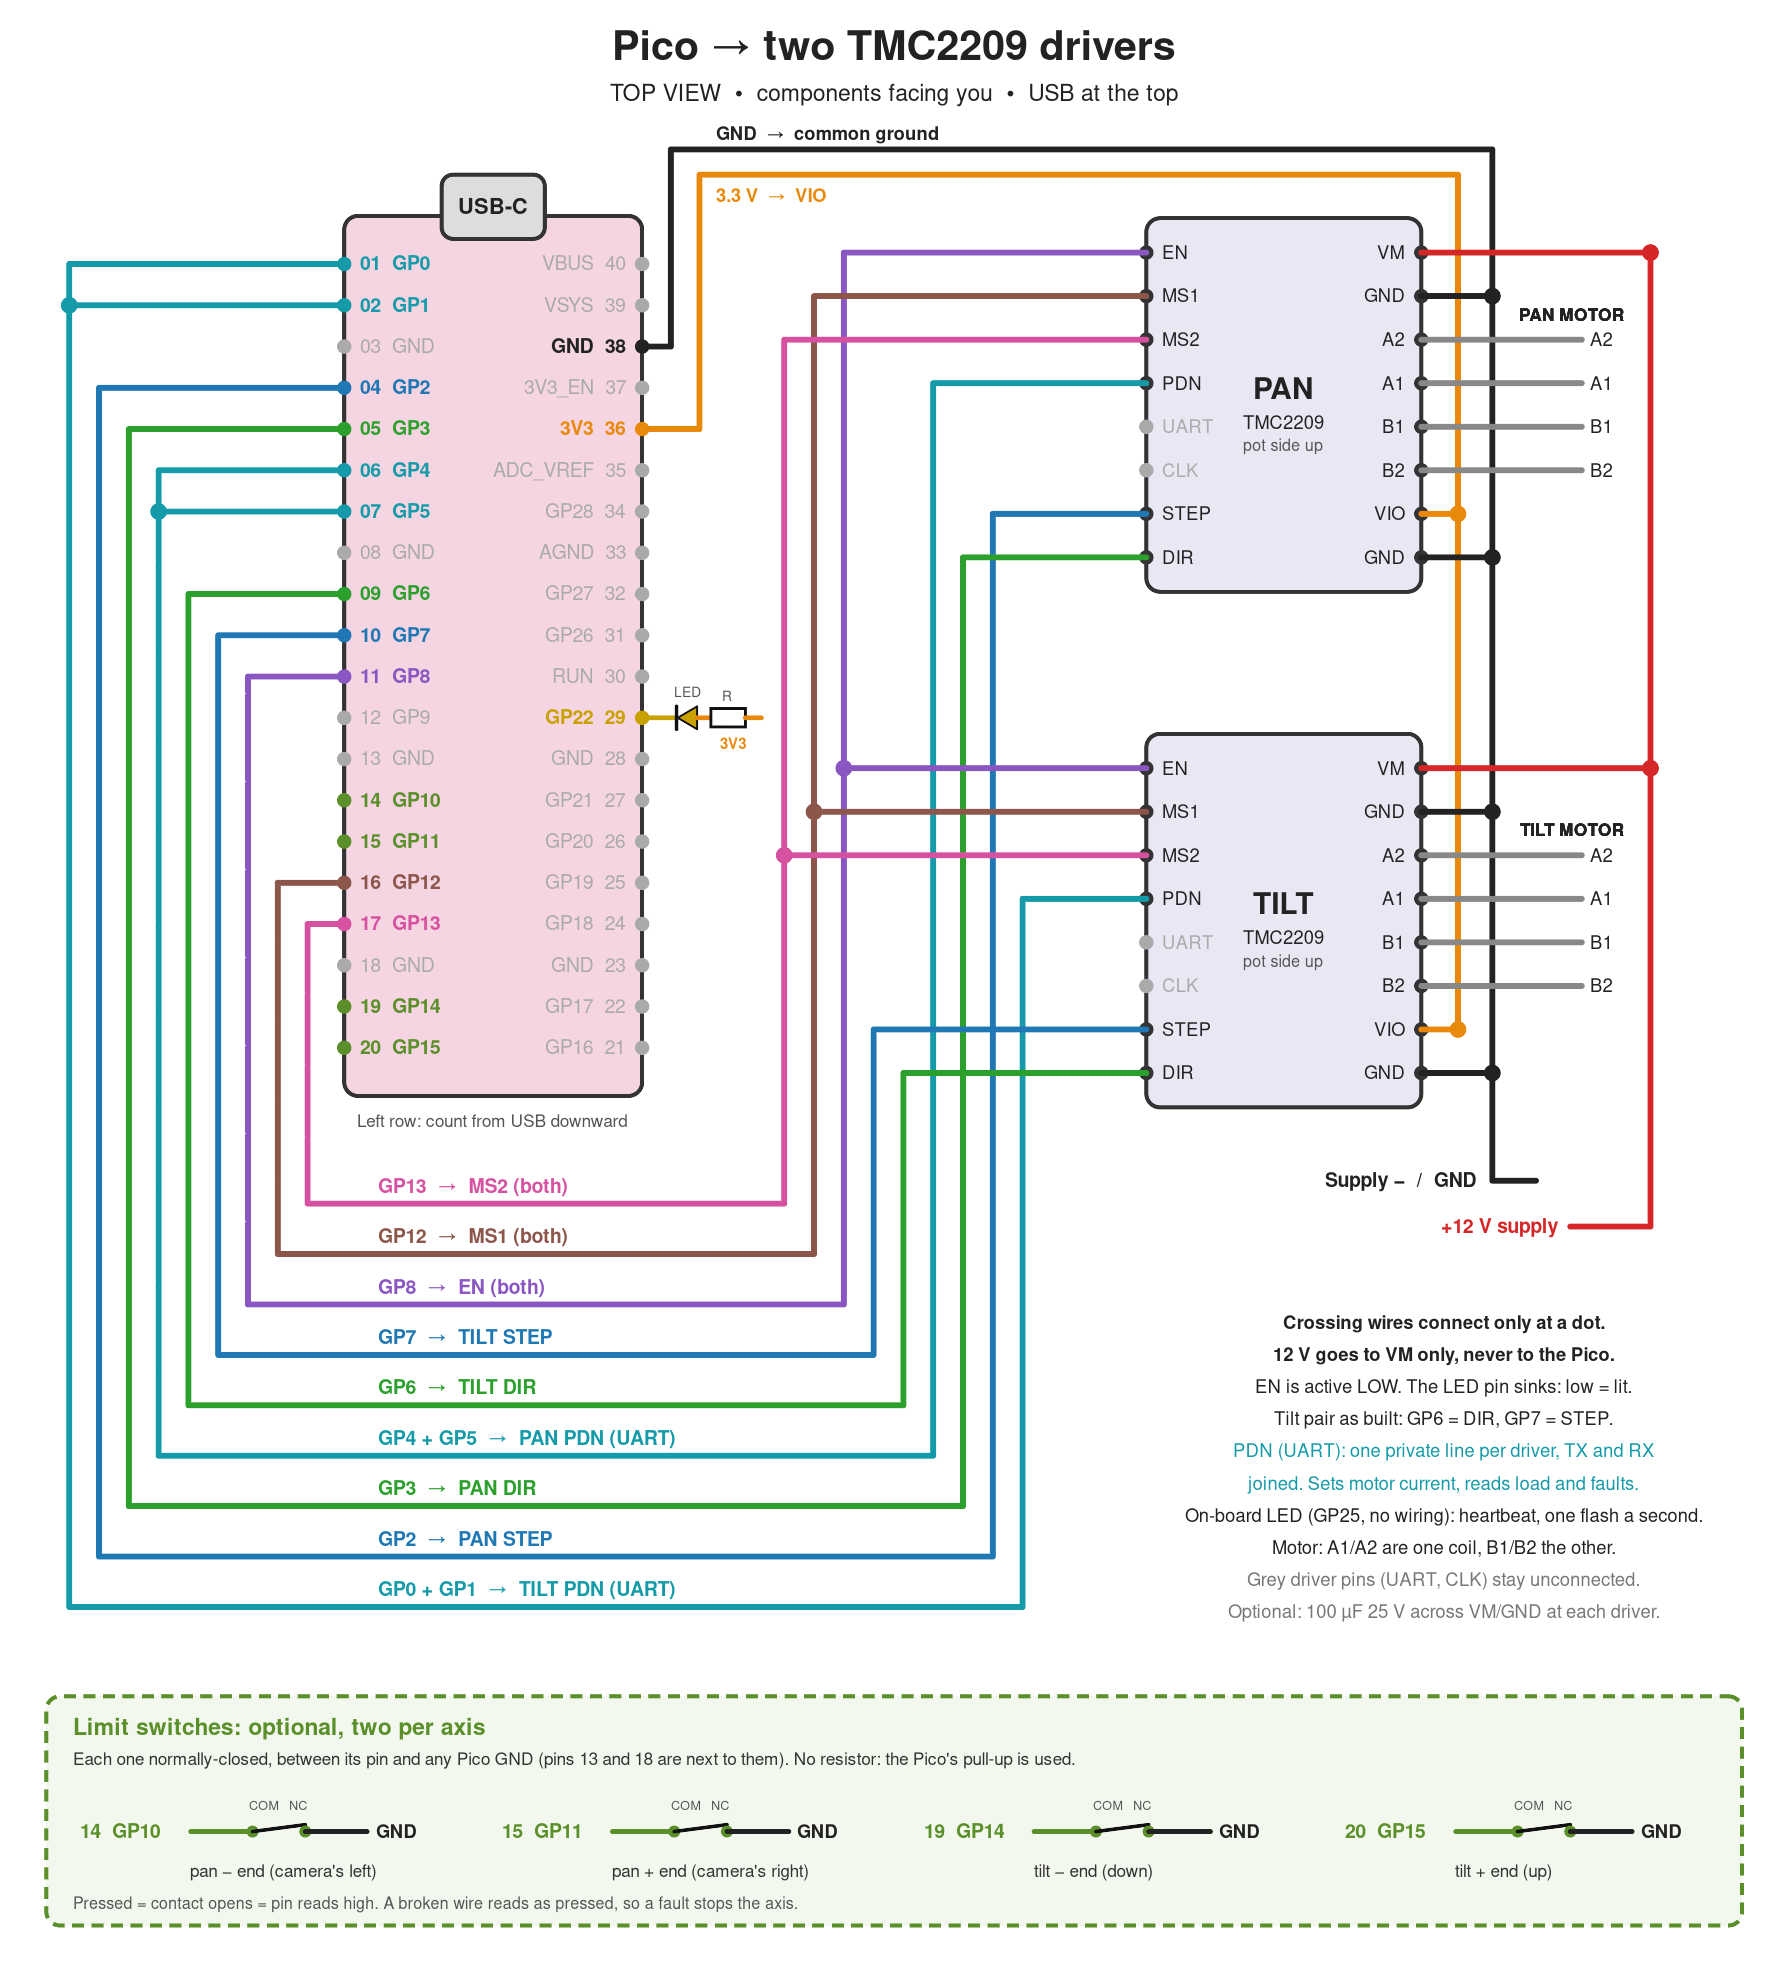 Pico → two TMC2209 drivers
TOP VIEW • components facing you • USB at the top
GND → common ground
3.3 V → VIO
USB-C
01 GP0
02 GP1
03 GND
04 GP2
05 GP3
06 GP4
07 GP5
08 GND
09 GP6
10 GP7
11 GP8
12 GP9
13 GND
14 GP10
15 GP11
16 GP12
17 GP13
18 GND
19 GP14
20 GP15
VBUS 40
VSYS 39
GND 38
3V3_EN 37
3V3 36
ADC_VREF 35
GP28 34
AGND 33
GP27 32
GP26 31
RUN 30
GP22 29
GND 28
GP21 27
GP20 26
GP19 25
GP18 24
GND 23
GP17 22
GP16 21
LED R
3V3
Left row: count from USB downward
EN
MS1
MS2
PDN
UART
CLK
STEP
DIR
PAN
TMC2209
pot side up
VM
GND
A2
A1
B1
B2
VIO
GND
PAN MOTOR
A2
A1
B1
B2
EN
MS1
MS2
PDN
UART
CLK
STEP
DIR
TILT
TMC2209
pot side up
VM
GND
A2
A1
B1
B2
VIO
GND
TILT MOTOR
A2
A1
B1
B2
Supply – / GND
+12 V supply
GP13 → MS2 (both)
GP12 → MS1 (both)
GP8 → EN (both)
GP7 → TILT STEP
GP6 → TILT DIR
GP4 + GP5 → PAN PDN (UART)
GP3 → PAN DIR
GP2 → PAN STEP
GP0 + GP1 → TILT PDN (UART)
Crossing wires connect only at a dot.
12 V goes to VM only, never to the Pico.
EN is active LOW. The LED pin sinks: low = lit.
Tilt pair as built: GP6 = DIR, GP7 = STEP.
PDN (UART): one private line per driver, TX and RX
joined. Sets motor current, reads load and faults.
On-board LED (GP25, no wiring): heartbeat, one flash a second.
Motor: A1/A2 are one coil, B1/B2 the other.
Grey driver pins (UART, CLK) stay unconnected.
Optional: 100 µF 25 V across VM/GND at each driver.
Limit switches: optional, two per axis
Each one normally-closed, between its pin and any Pico GND (pins 13 and 18 are next to them). No resistor: the Pico's pull-up is used.
COM NC
14 GP10 GND
pan – end (camera's left)
COM NC
15 GP11 GND
pan + end (camera's right)
COM NC
19 GP14 GND
tilt – end (down)
COM NC
20 GP15 GND
tilt + end (up)
Pressed = contact opens = pin reads high. A broken wire reads as pressed, so a fault stops the axis.